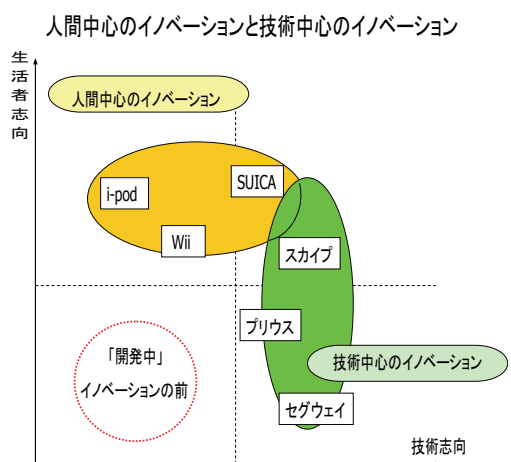 人間中心のイノベーションと技術中心のイノベーション
生活者志向
人間中心のイノベーション
i-pod
SUICA
Wii
スカイプ
プリウス
「開発中」
イノベーションの前
技術中心のイノベーション
セグウェイ
技術志向